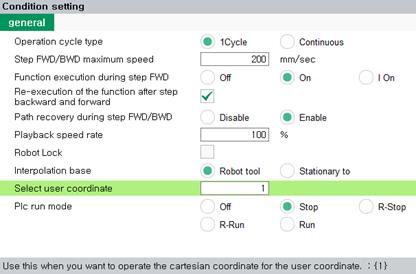 Condition setting
general
Operation cycle type 1Cycle Continuous
Step FWD/BWD maximum speed 200 mm/sec
Function execution during step FWD Off On I On
Re-execution of the function after step
backward and forward
Path recovery during step FWD/BWD Disable Enable
Playback speed rate 100 %
Robot Lock
Interpolation base Robot tool Stationary to
Select user coordinate 1
Plc run mode Off Stop R-Stop
R-Run Run
Use this when you want to operate the cartesian coordinate for the user coordinate. : {1}